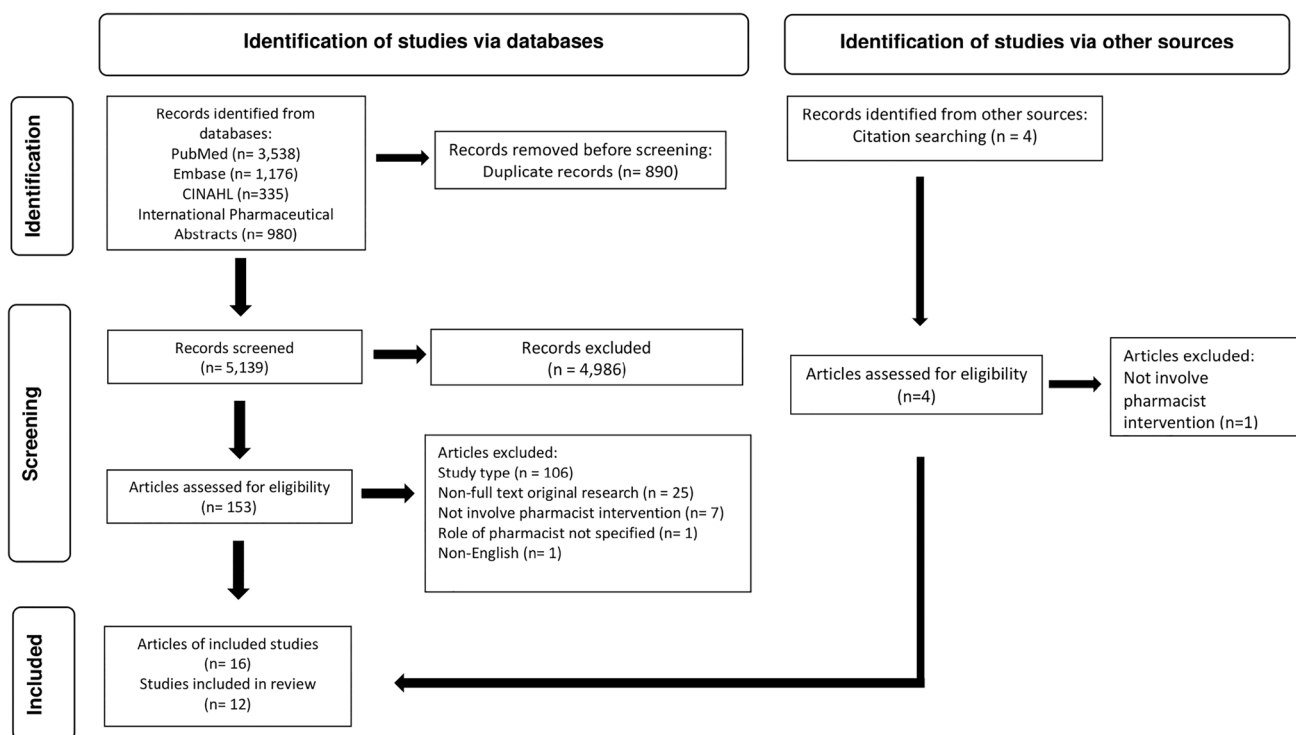 Identification of studies via databases
Identification of studies via other sources
Identification
Records identified from
databases:
PubMed (n= 3,538)
Embase (n= 1,176)
CINAHL (n=335)
International Pharmaceutical
Abstracts (n= 980)
Records removed before screening:
Duplicate records (n= 890)
Records identified from other sources:
Citation searching (n = 4)
Screening
Records screened
(n = 5,139)
Records excluded
(n = 4,986)
Articles assessed for eligibility
(n=4)
Articles excluded:
Not involve
pharmacist
intervention (n=1)
Articles assessed for eligibility
(n= 153)
Articles excluded:
Study type (n = 106)
Non-full text original research (n = 25)
Not involve pharmacist intervention (n= 7)
Role of pharmacist not specified (n= 1)
Non-English (n= 1)
Included
Articles of included studies
(n= 16)
Studies included in review
(n= 12)